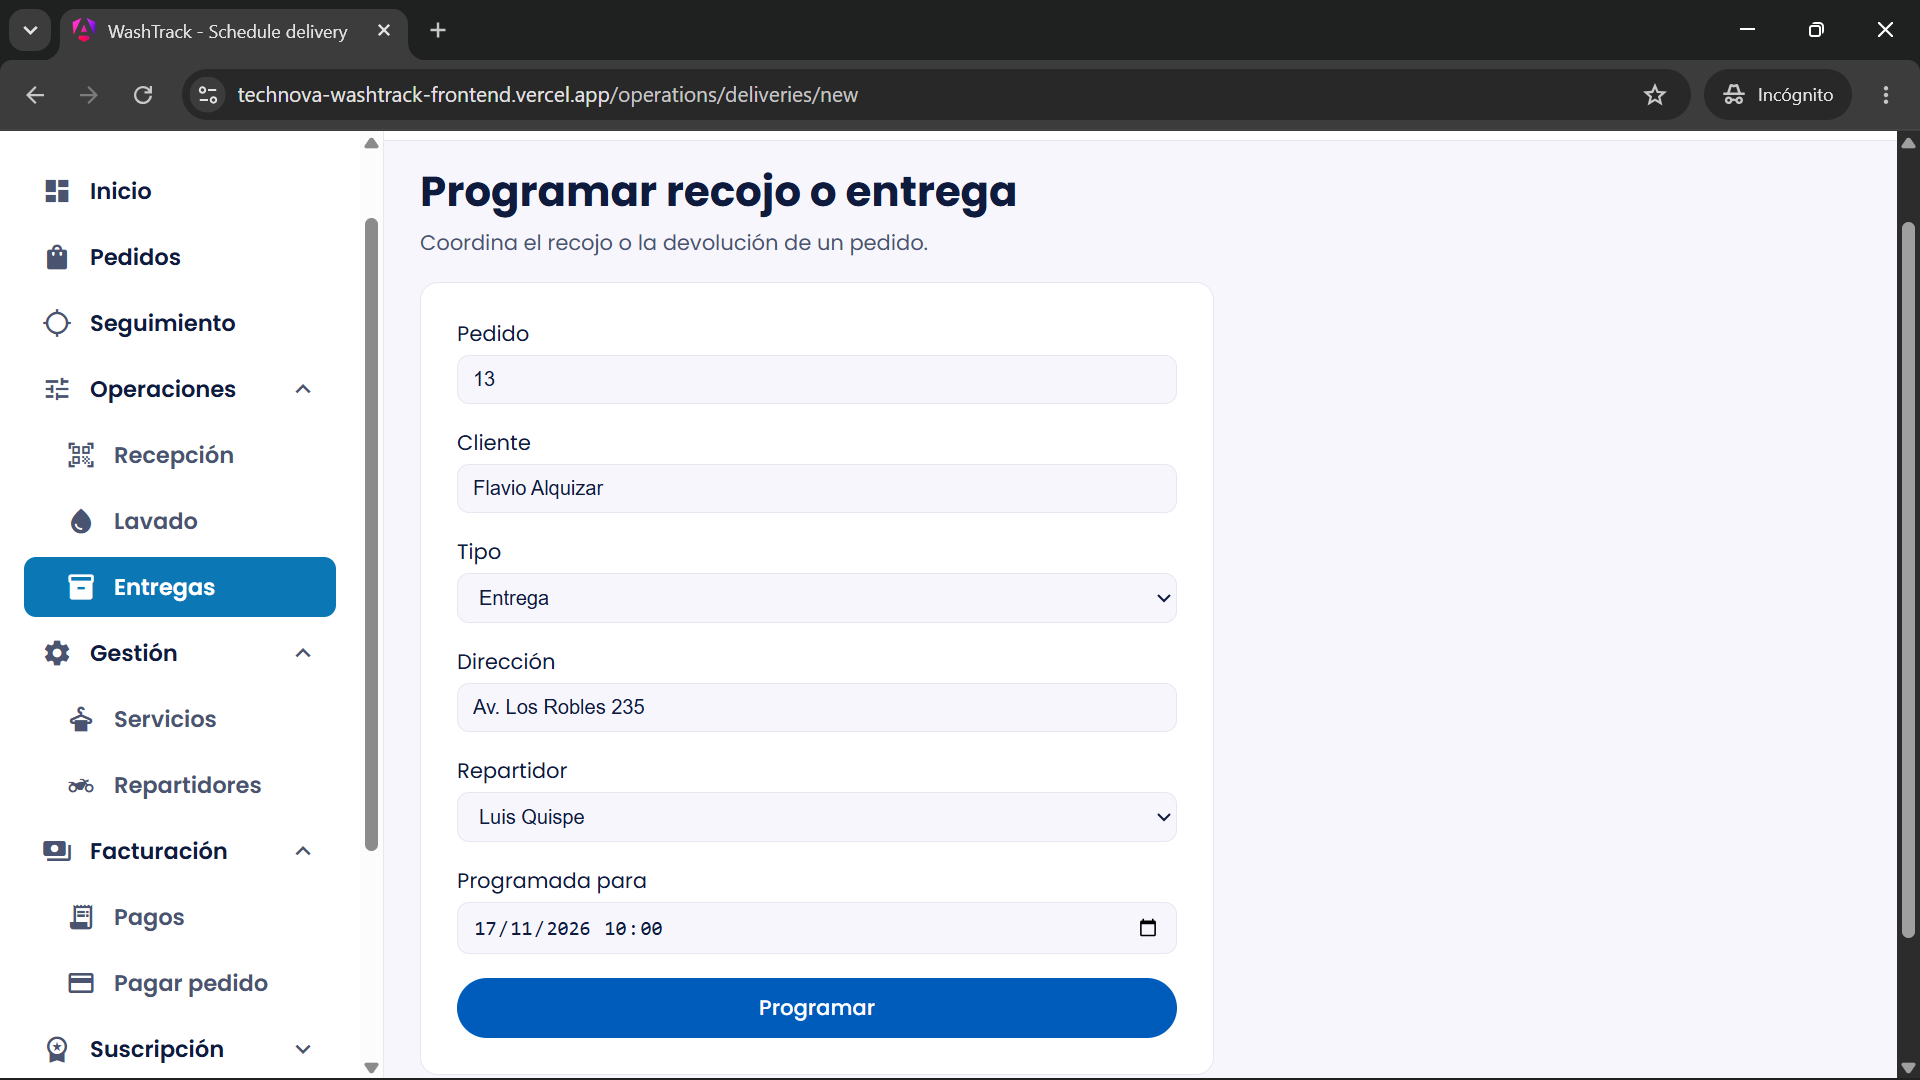 WashTrack - Schedule delivery
technova-washtrack-frontend.vercel.app/operations/deliveries/new
Incógnito
Inicio
Pedidos
Seguimiento
Operaciones
Recepción
Lavado
Entregas
Gestión
Servicios
Repartidores
Facturación
Pagos
Pagar pedido
Suscripción
Programar recojo o entrega
Coordina el recojo o la devolución de un pedido.
Pedido
13
Cliente
Flavio Alquizar
Tipo
Entrega
Dirección
Av. Los Robles 235
Repartidor
Luis Quispe
Programada para
17/11/2026 10:00
Programar